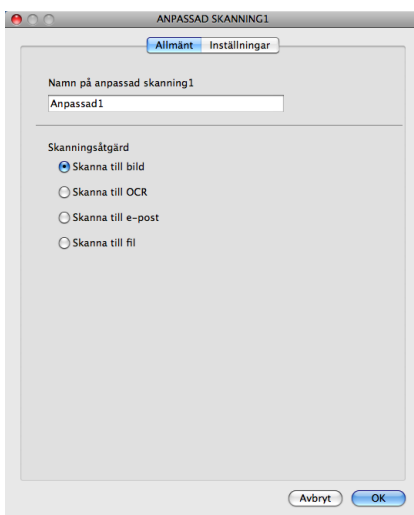 ANPASSAD SKANNING1
Allmänt Inställningar
Namn på anpassad skanning1
Anpassad1
Skanningsåtgärd
Skanna till bild
Skanna till OCR
Skanna till e-post
Skanna till fil
Avbryt OK